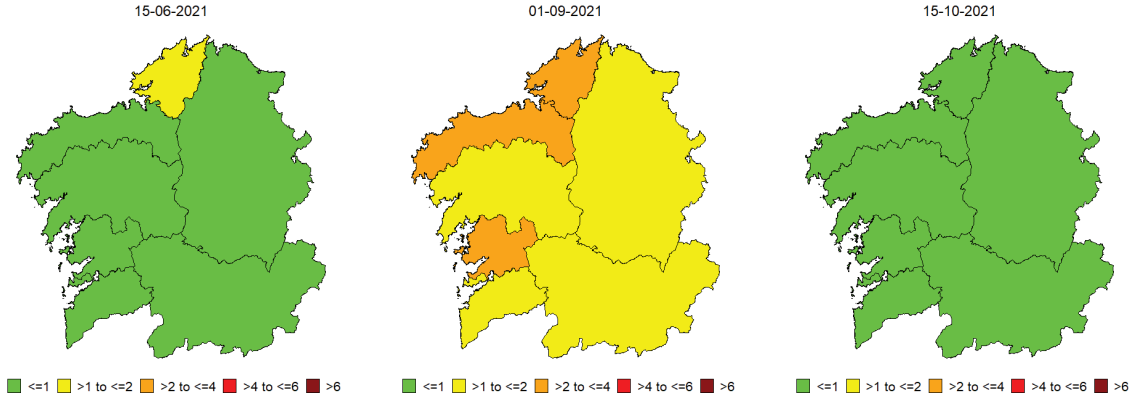 15-06-2021
01-09-2021
15-10-2021
<=1 >1 to <=2 >2 to <=4 >4 to <=6 >6
<=1 >1 to <=2 >2 to <=4 >4 to <=6 >6
<=1 >1 to <=2 >2 to <=4 >4 to <=6 >6